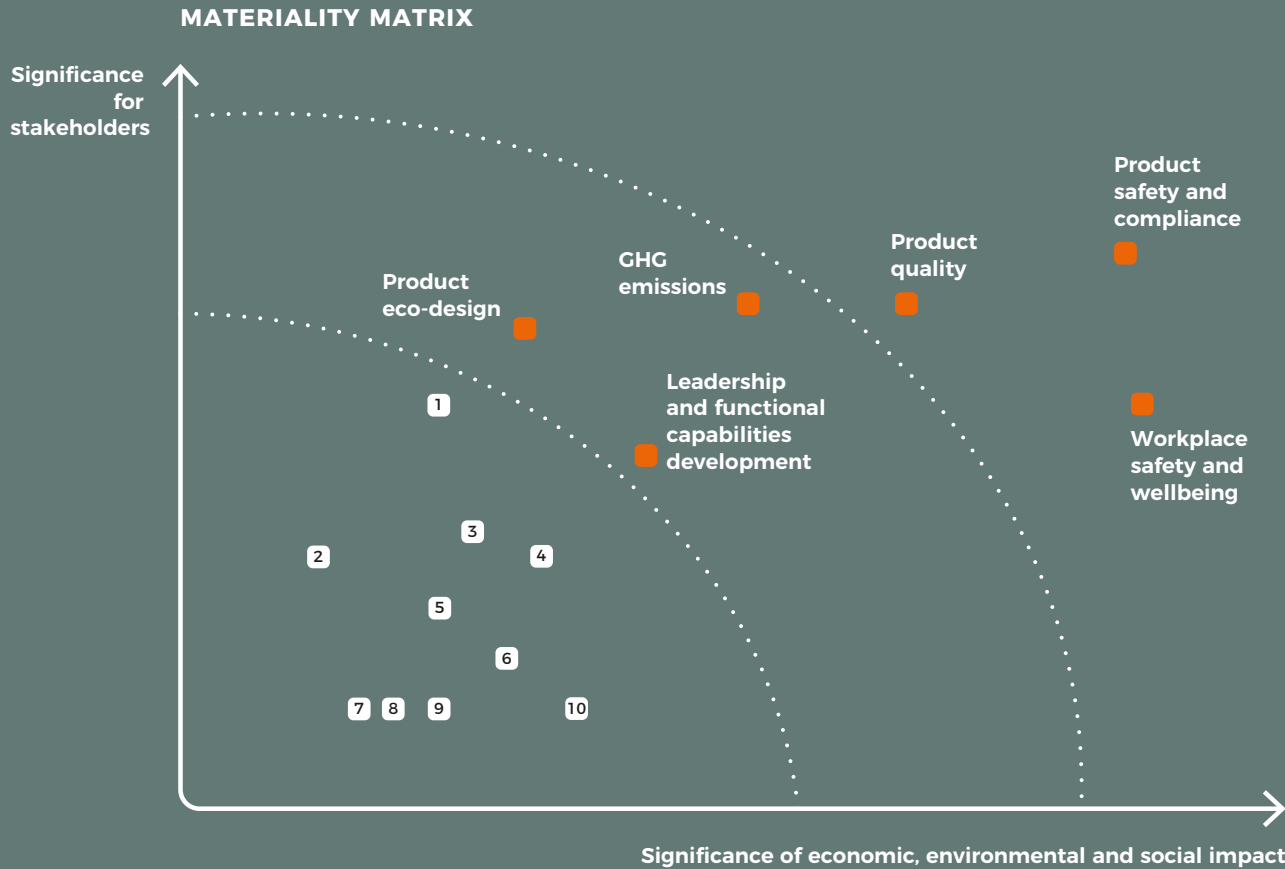 MATERIALITY MATRIX
Significance
for
stakeholders
Product
safety and
compliance
Product
quality
GHG
emissions
Product
eco-design
Leadership
and functional
capabilities
development
1
Workplace
safety and
wellbeing
3
2
4
5
6
7
8
9
10
Significance of economic, environmental and social impact